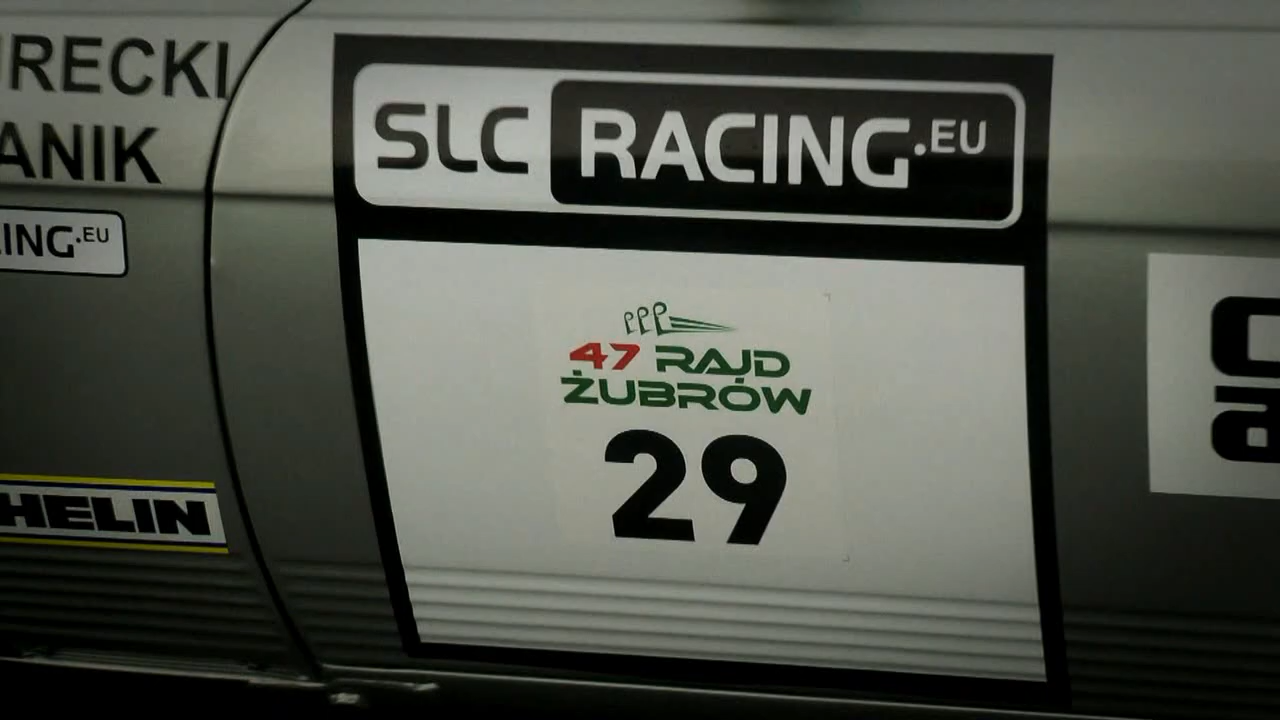 RECKI
ANIK
ING.EU
HELIN
SLC RACING.EU
47 RAJD
ŻUBRÓW
29